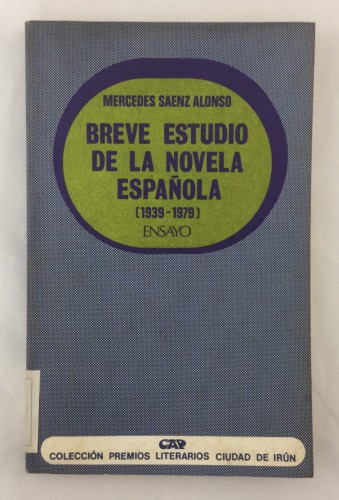 MERCEDES SAENZ ALONSO
BREVE ESTUDIO
DE LA NOVELA
ESPAÑOLA
(1939-1979)
ENSAYO
CAP
COLECCIÓN PREMIOS LITERARIOS CIUDAD DE IRÚN